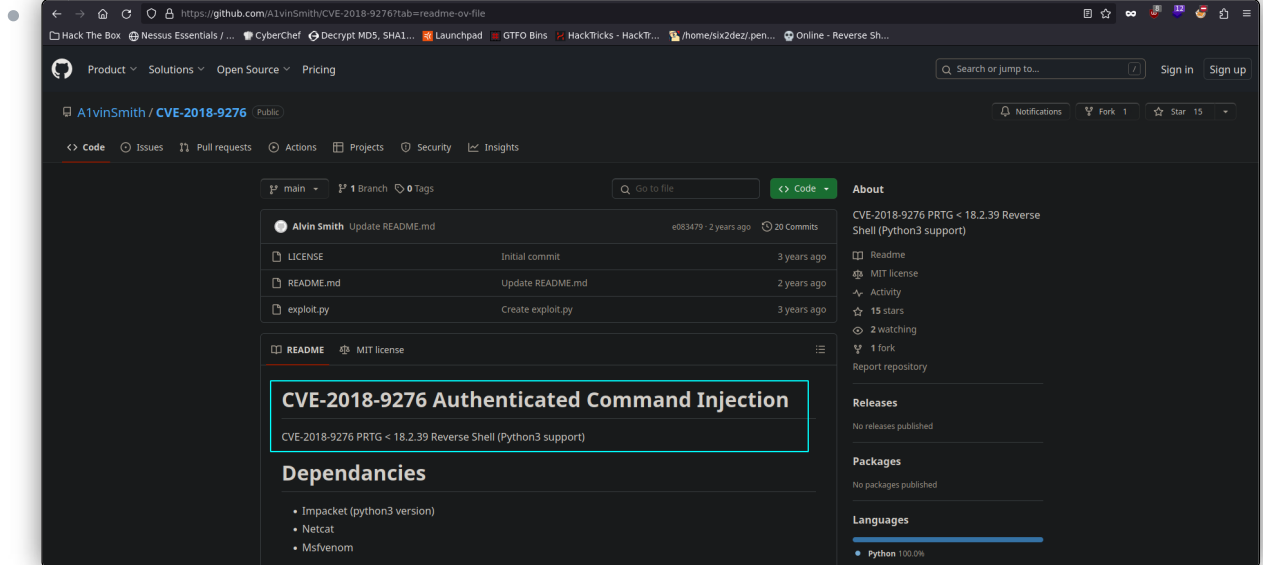 https://github.com/A1vinSmith/CVE-2018-9276?tab=readme-ov-file
12
Hack The Box Nessus Essentials / ... CyberChef Decrypt MD5, SHA1... Launchpad GTFO Bins HackTricks - HackTr... /home/six2dez/.pen... Online - Reverse Sh...
Product Solutions Open Source Pricing Search or jump to... / Sign in Sign up
A1vinSmith / CVE-2018-9276 Public Notifications Fork 1 Star 15
<> Code Issues Pull requests Actions Projects Security Insights
main 1 Branch 0 Tags Go to file <> Code
About
Alvin Smith Update README.md e083479 · 2 years ago 20 Commits
CVE-2018-9276 PRTG < 18.2.39 Reverse
Shell (Python3 support)
LICENSE Initial commit 3 years ago
README.md Update README.md 2 years ago
exploit.py Create exploit.py 3 years ago
Readme
MIT license
Activity
15 stars
2 watching
1 fork
Report repository
README MIT license
CVE-2018-9276 Authenticated Command Injection
CVE-2018-9276 PRTG < 18.2.39 Reverse Shell (Python3 support)
Dependancies
• Impacket (python3 version)
• Netcat
• Msfvenom
Releases
No releases published
Packages
No packages published
Languages
Python 100.0%